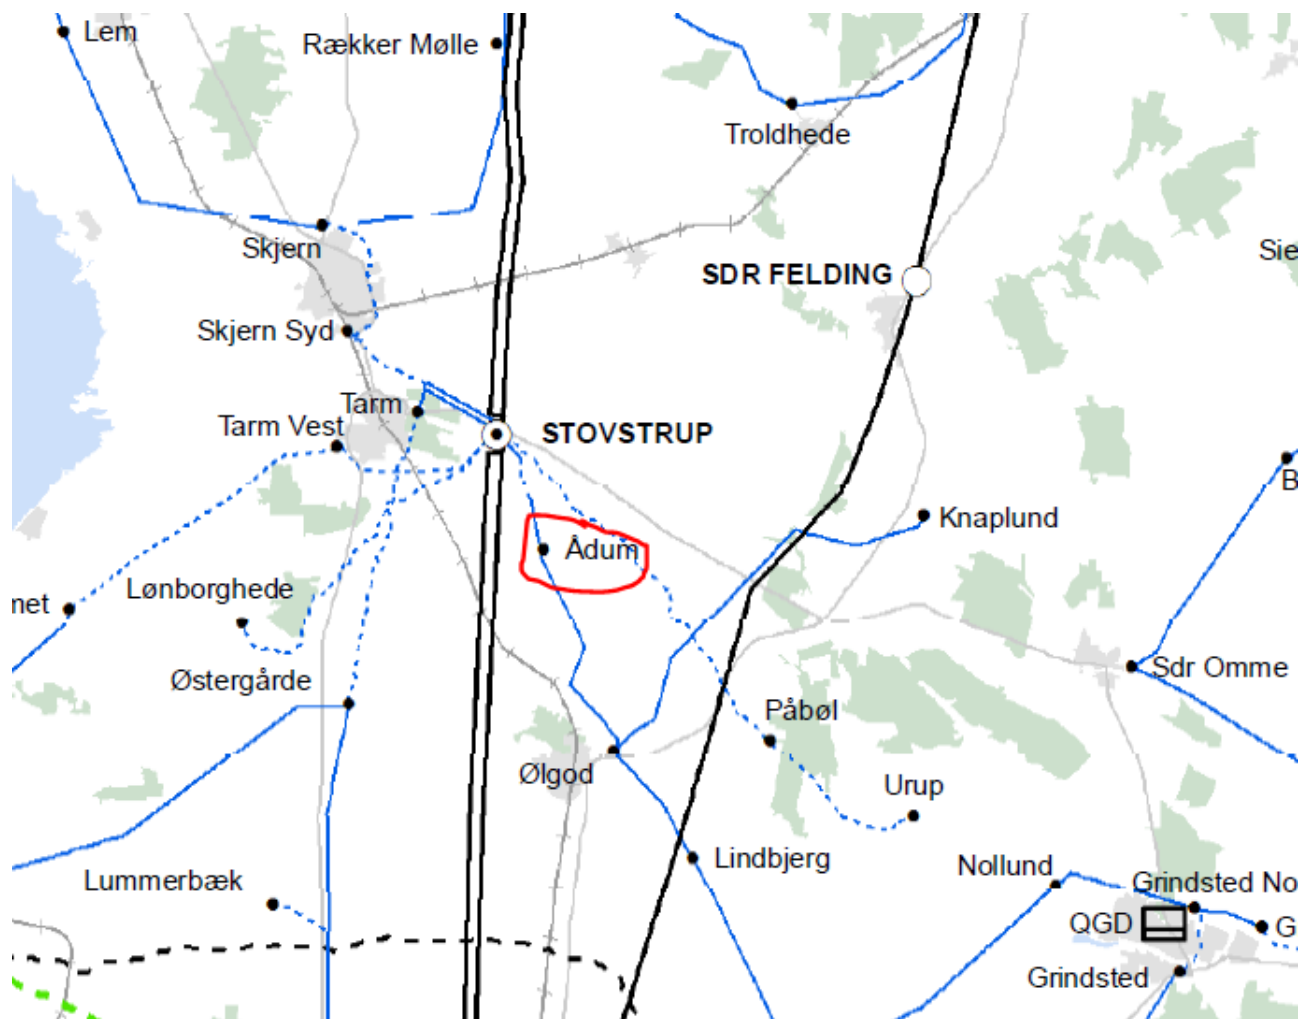 Lem
Rækker Mølle
Troldhede
Skjern
SDR FELDING
Sie
Skjern Syd
Tarm
Tarm Vest
STOVSTRUP
B
Knaplund
Ådum
Lønborghede
met
Østergårde
Sdr Omme
Påbøl
Ølgod
Urup
Lindbjerg
Nollund
Lummerbæk
Grindsted No
QGD
G
Grindsted